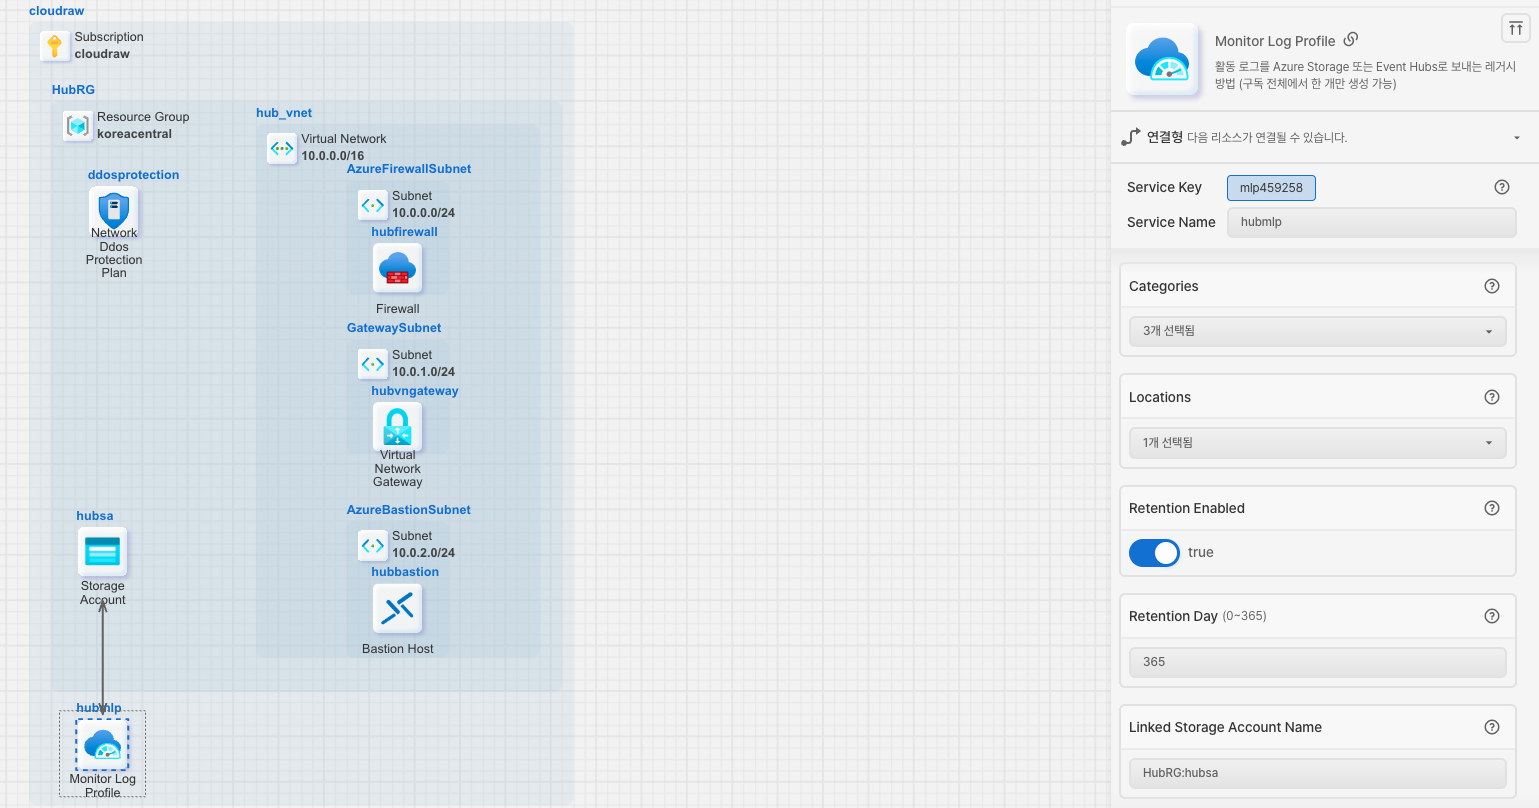 cloudraw
Subscription
cloudraw
HubRG
Resource Group
koreacentral
ddosprotection
Network
Ddos
Protection
Plan
hub_vnet
Virtual Network
10.0.0.0/16
AzureFirewallSubnet
Subnet
10.0.0.0/24
hubfirewall
Firewall
GatewaySubnet
Subnet
10.0.1.0/24
hubvngateway
Virtual
Network
Gateway
AzureBastionSubnet
Subnet
10.0.2.0/24
hubbastion
Bastion Host
hubsa
Storage
Account
hubmlp
Monitor Log
Profile
Monitor Log Profile
활동 로그를 Azure Storage 또는 Event Hubs로 보내는 레거시
방법 (구독 전체에서 한 개만 생성 가능)
연결형 다음 리소스가 연결될 수 있습니다.
Service Key mlp459258
Service Name hubmlp
Categories
3개 선택됨
Locations
1개 선택됨
Retention Enabled
true
Retention Day (0~365)
365
Linked Storage Account Name
HubRG:hubsa